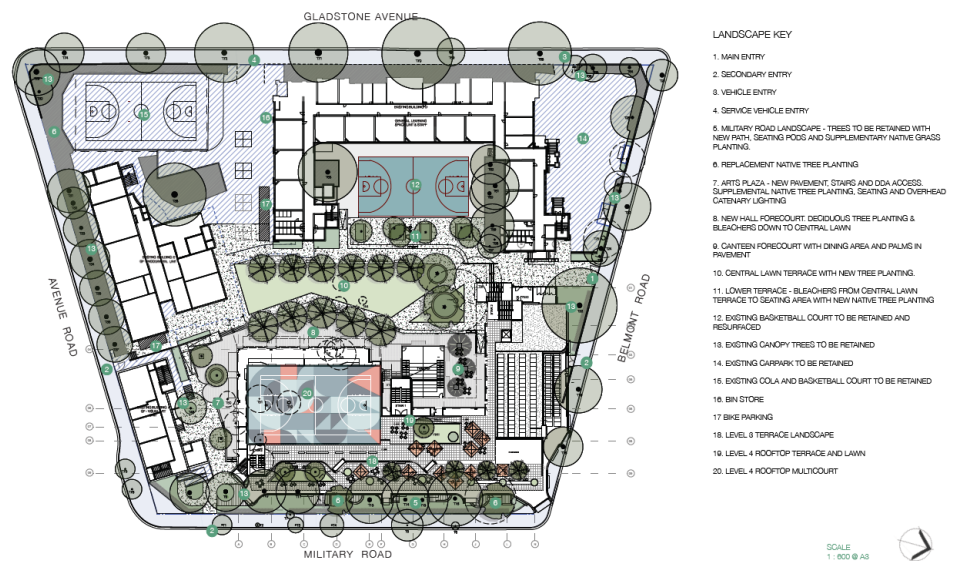 GLADSTONE AVENUE
AVENUE ROAD
BELMONT ROAD
MILITARY ROAD
LANDSCAPE KEY
1. MAIN ENTRY
2. SECONDARY ENTRY
3. VEHICLE ENTRY
4. SERVICE VEHICLE ENTRY
5. MILITARY ROAD LANDSCAPE - TREES TO BE RETAINED WITH
NEW PATH, SEATING PODS AND SUPPLEMENTARY NATIVE GRASS
PLANTING.
6. REPLACEMENT NATIVE TREE PLANTING
7. ARTS PLAZA - NEW PAVEMENT, STAIRS AND DDA ACCESS.
SUPPLEMENTAL NATIVE TREE PLANTING, SEATING AND OVERHEAD
CATENARY LIGHTING
8. NEW HALL FORECOURT. DECIDUOUS TREE PLANTING &
BLEACHERS DOWN TO CENTRAL LAWN
9. CANTEEN FORECOURT WITH DINING AREA AND PALMS IN
PAVEMENT
10. CENTRAL LAWN TERRACE WITH NEW TREE PLANTING.
11. LOWER TERRACE - BLEACHERS FROM CENTRAL LAWN
TERRACE TO SEATING AREA WITH NEW NATIVE TREE PLANTING
12. EXISTING BASKETBALL COURT TO BE RETAINED AND
RESURFACED
13. EXISTING CANOPY TREES TO BE RETAINED
14. EXISTING CARPARK TO BE RETAINED
15. EXISTING COLA AND BASKETBALL COURT TO BE RETAINED
16. BIN STORE
17 BIKE PARKING
18. LEVEL 3 TERRACE LANDSCAPE
19. LEVEL 4 ROOFTOP TERRACE AND LAWN
20. LEVEL 4 ROOFTOP MULTICOURT
SCALE
1 : 600 @ A3